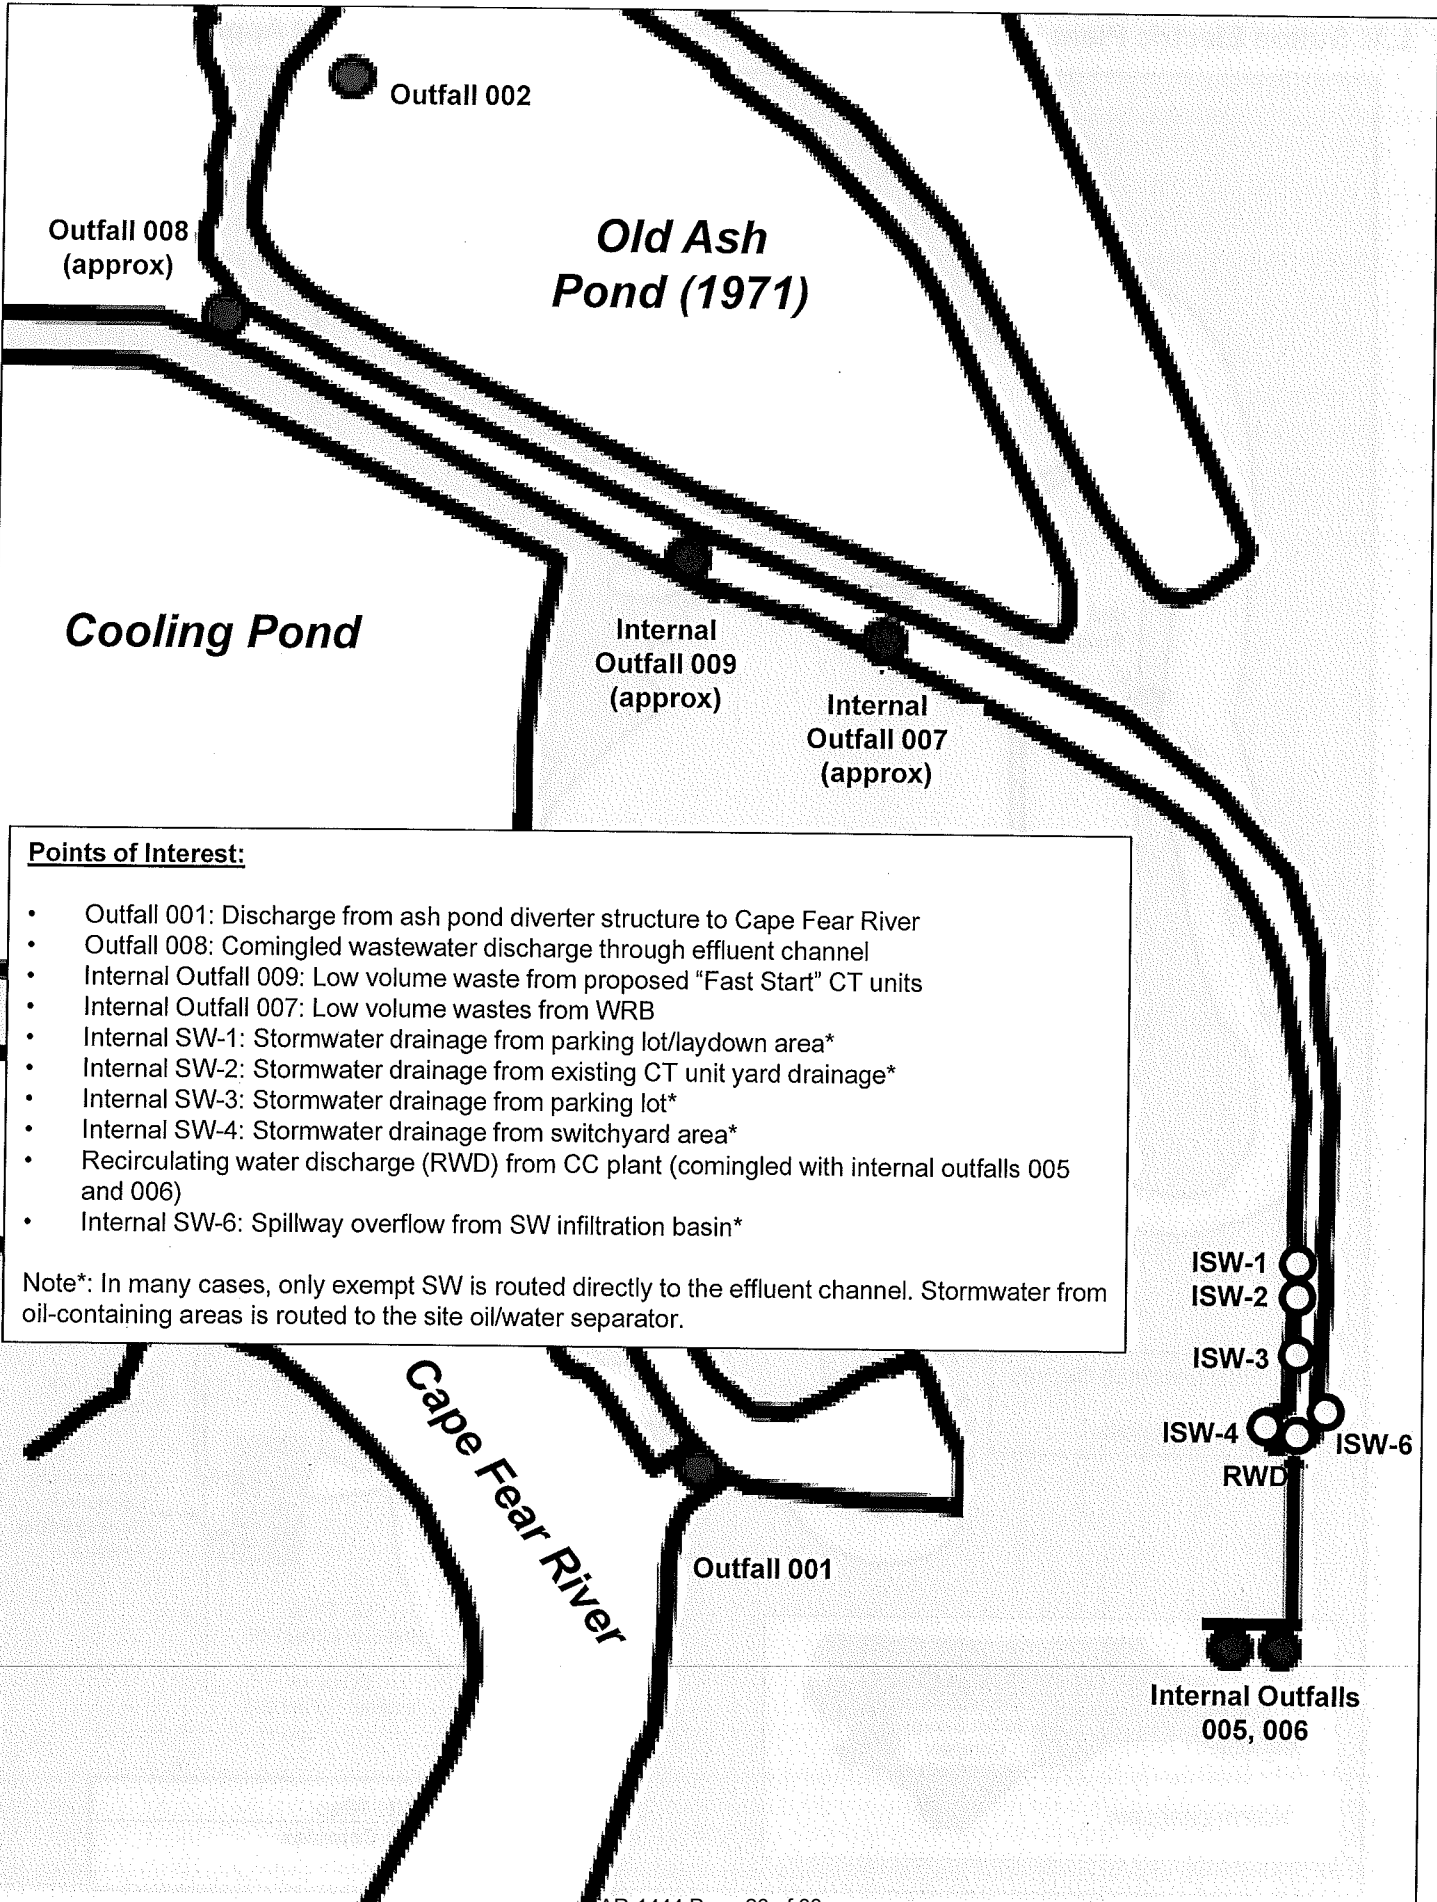 Outfall 002
Outfall 008
(approx)
Old Ash
Pond (1971)
Cooling Pond
Internal
Outfall 009
(approx)
Internal
Outfall 007
(approx)
Points of Interest:
• Outfall 001: Discharge from ash pond diverter structure to Cape Fear River
• Outfall 008: Comingled wastewater discharge through effluent channel
• Internal Outfall 009: Low volume waste from proposed “Fast Start” CT units
• Internal Outfall 007: Low volume wastes from WRB
• Internal SW-1: Stormwater drainage from parking lot/laydown area*
• Internal SW-2: Stormwater drainage from existing CT unit yard drainage*
• Internal SW-3: Stormwater drainage from parking lot*
• Internal SW-4: Stormwater drainage from switchyard area*
• Recirculating water discharge (RWD) from CC plant (comingled with internal outfalls 005
and 006)
• Internal SW-6: Spillway overflow from SW infiltration basin*
Note*: In many cases, only exempt SW is routed directly to the effluent channel. Stormwater from
oil-containing areas is routed to the site oil/water separator.
ISW-1
ISW-2
ISW-3
ISW-4
ISW-6
RWD
Cape Fear River
Outfall 001
Internal Outfalls
005, 006